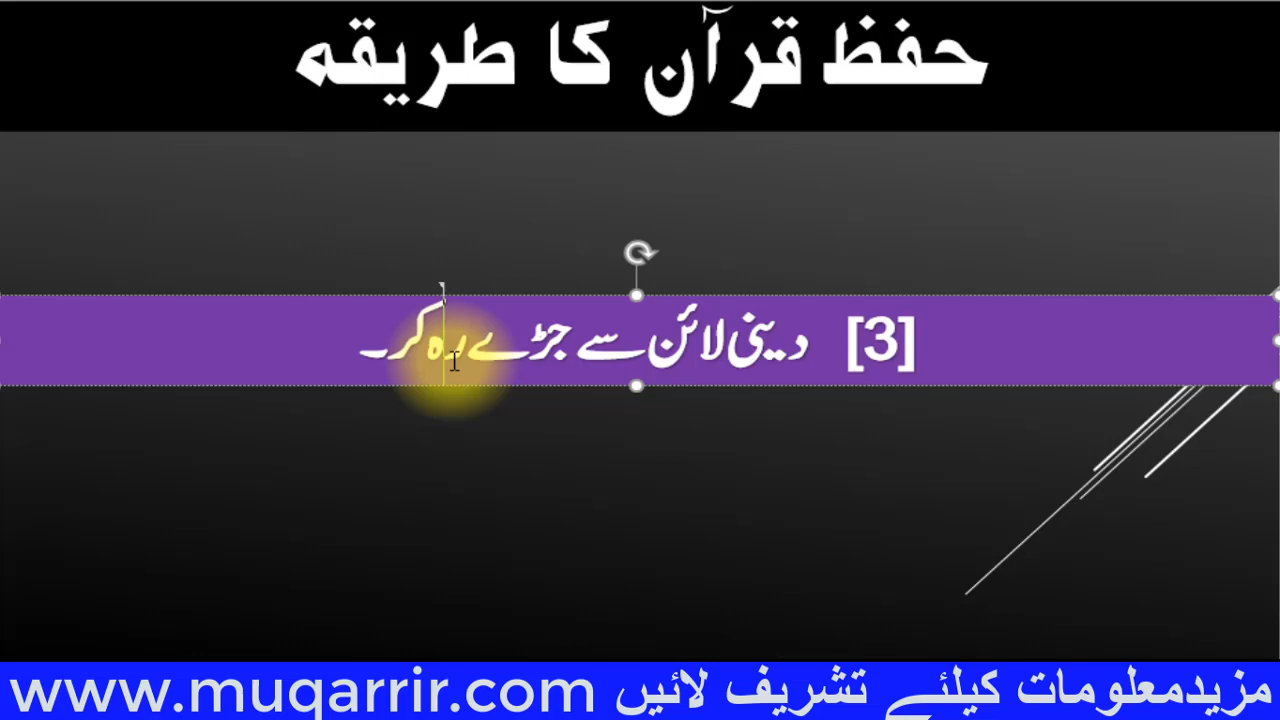 حفظ قرآن کا طریقہ
[3] دینی لائن سے جڑے رہ کر۔
مزیدمعلومات کیلئے تشریف لائیں www.muqarrir.com